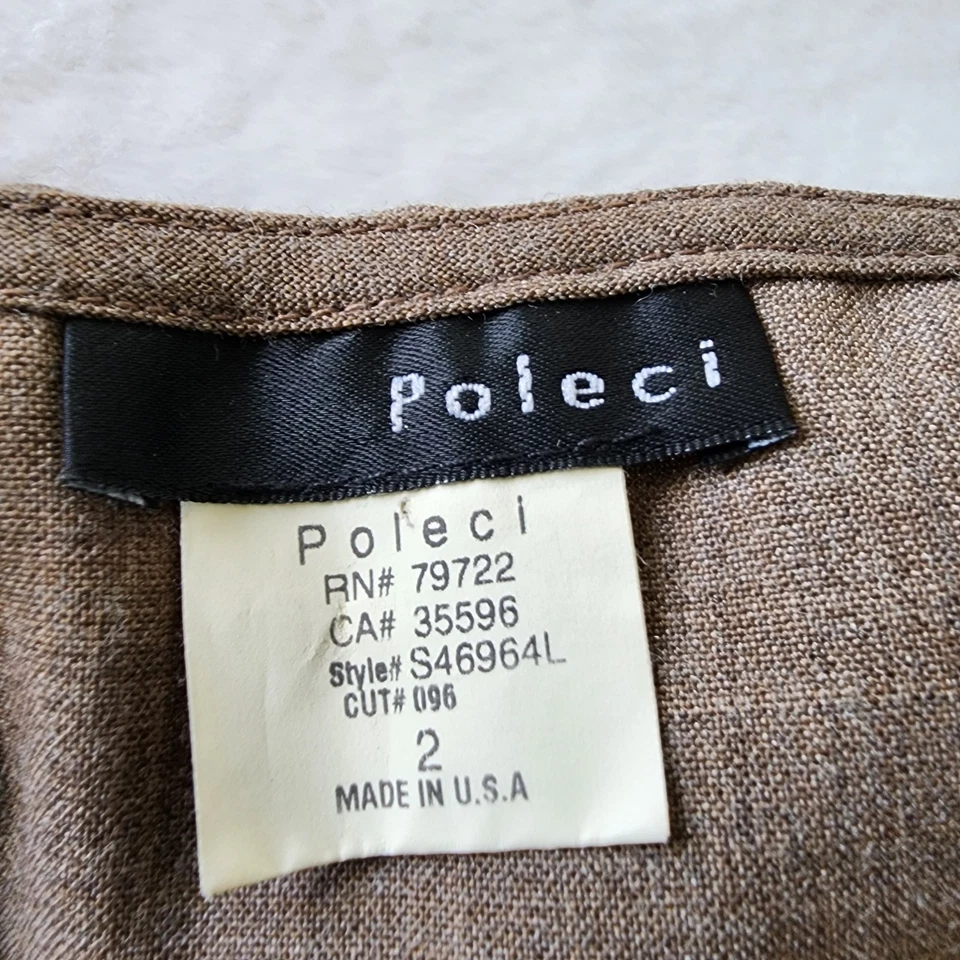 Poleci
Poleci
RN# 79722
CA# 35596
Style# S46964L
CUT# 096
2
MADE IN U.S.A